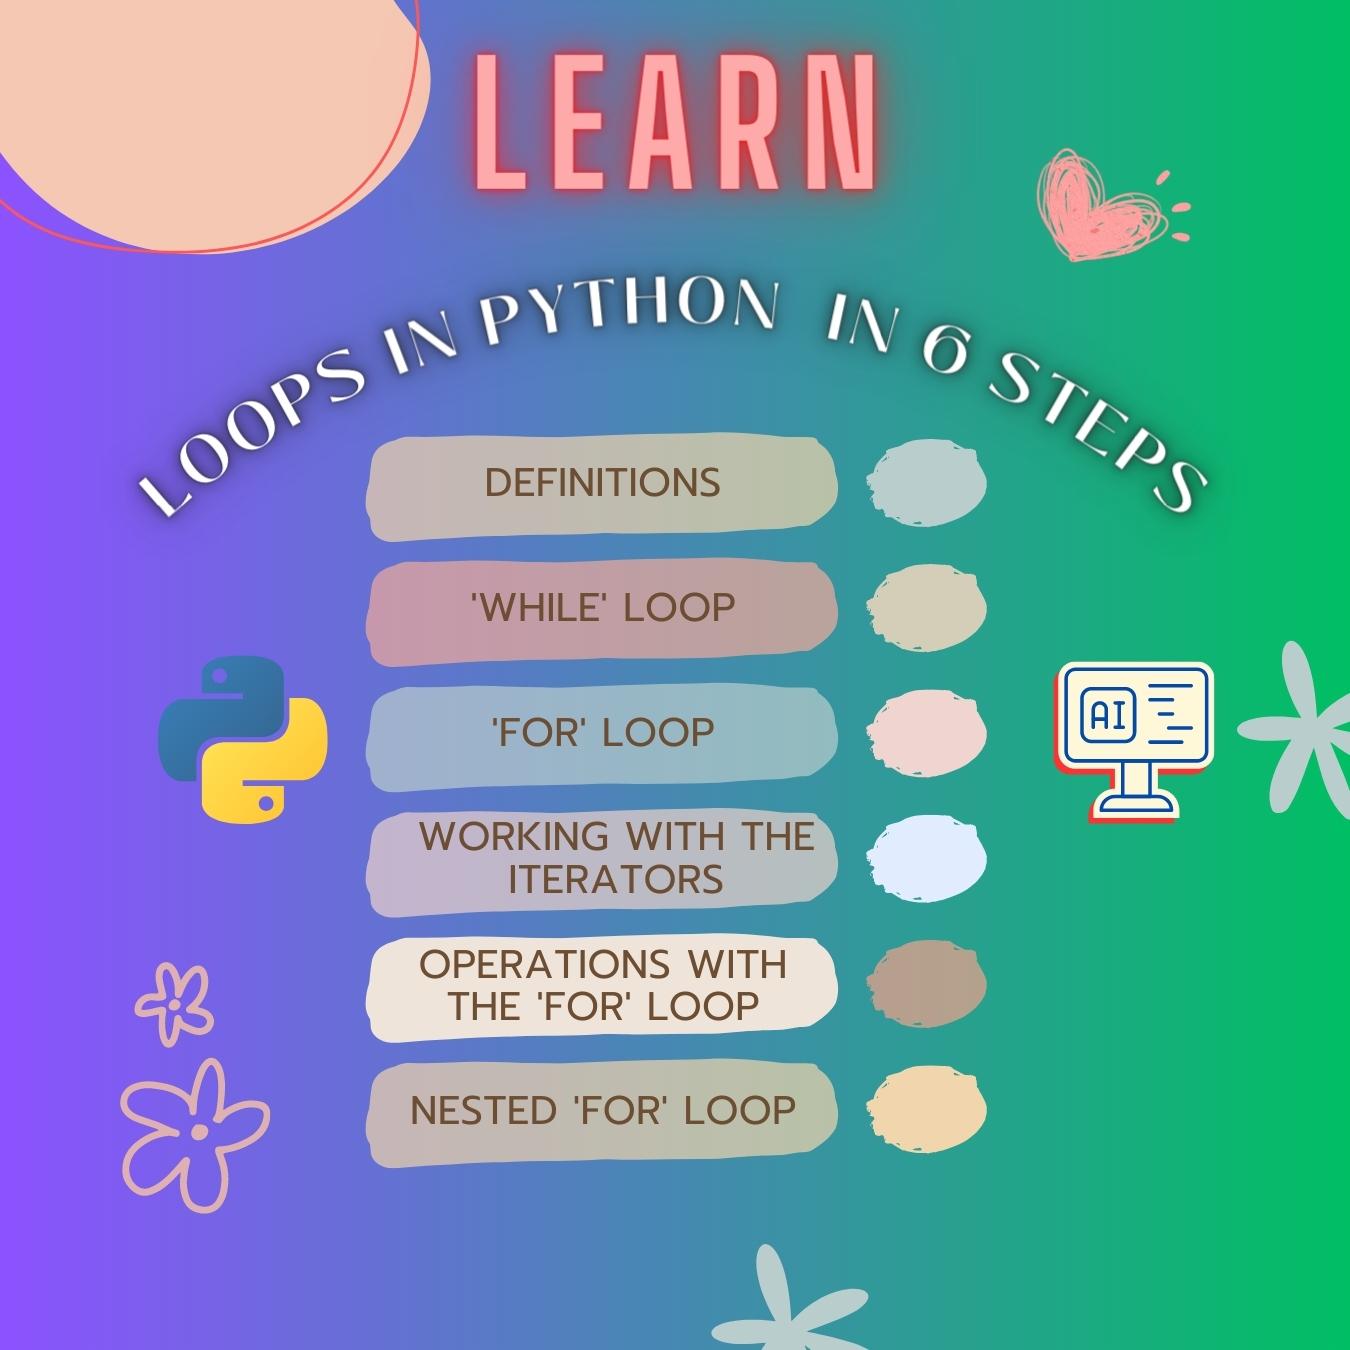 LEARN
LOOPS IN PYTHON IN 6 STEPS
DEFINITIONS
'WHILE' LOOP
'FOR' LOOP
WORKING WITH THE
ITERATORS
OPERATIONS WITH
THE 'FOR' LOOP
NESTED 'FOR' LOOP
AI